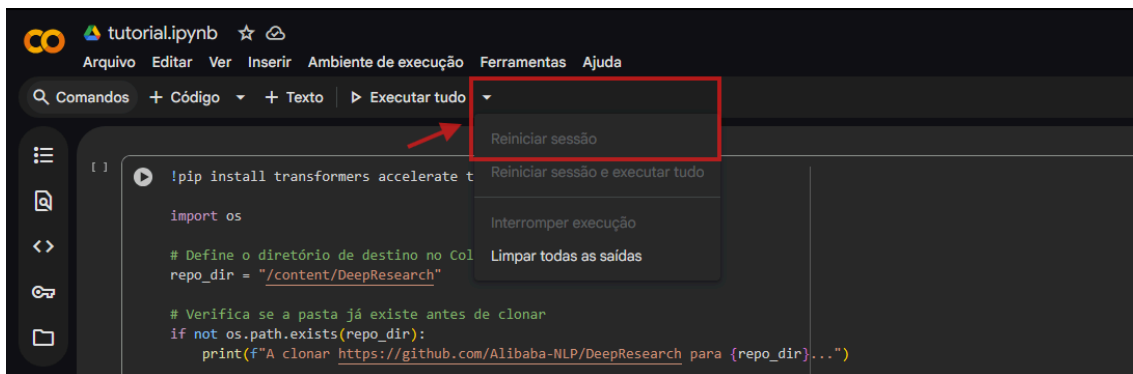 tutorial.ipynb
Arquivo Editar Ver Inserir Ambiente de execução Ferramentas Ajuda
Comandos + Código + Texto Executar tudo
Reiniciar sessão
Reiniciar sessão e executar tudo
Interromper execução
Limpar todas as saídas
[ ]
!pip install transformers accelerate t
import os
# Define o diretório de destino no Col
repo_dir = "/content/DeepResearch"
# Verifica se a pasta já existe antes de clonar
if not os.path.exists(repo_dir):
print(f"A clonar https://github.com/Alibaba-NLP/DeepResearch para {repo_dir}...")